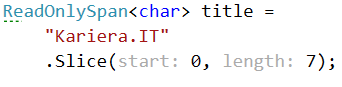 ReadOnlySpan<char> title =
"Kariera.IT"
.Slice(start: 0, length: 7);